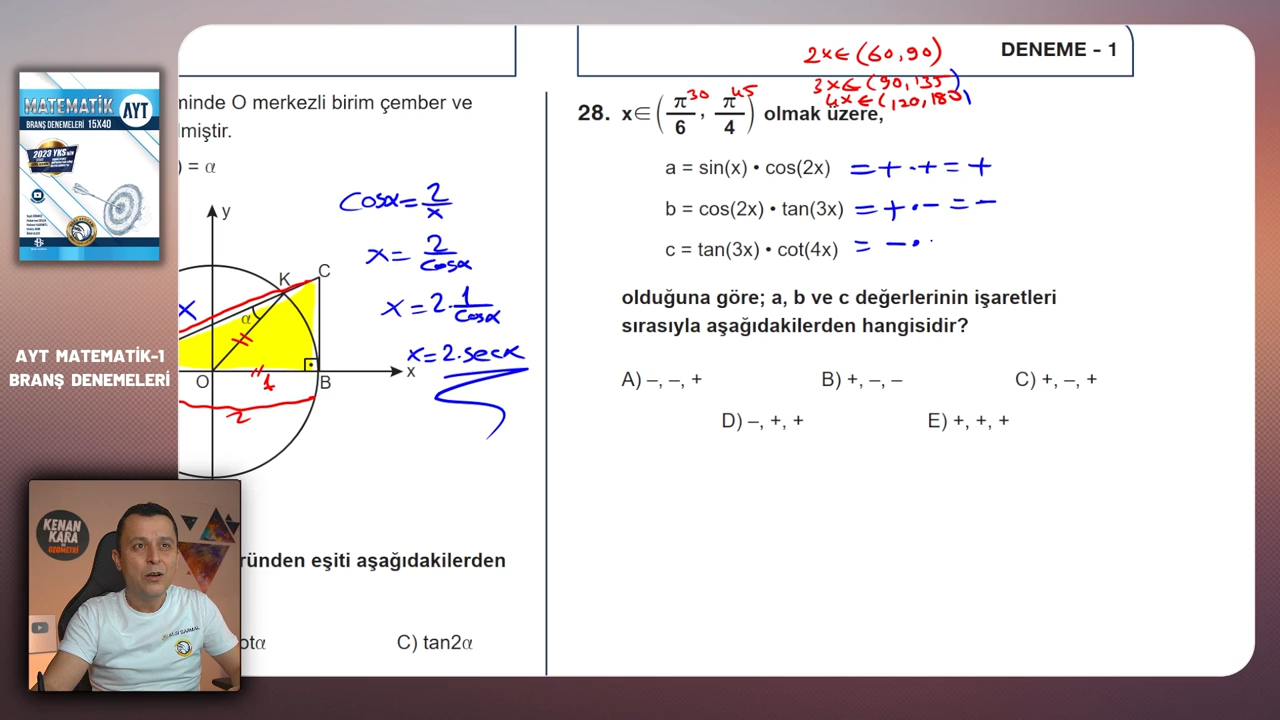 MATEMATİK
AYT
BRANŞ DENEMELERİ 15X40
2023 YKS'NİN
AYT MATEMATİK-1
BRANŞ DENEMELERİ
KENAN
KARA
GEOMETRİ
minde O merkezli birim çember ve
lmiştir.
) = α
y
K
C
α
X
O
B
x
1
2
Cosα = 2/x
x = 2/cosα
x = 2 · 1/cosα
x = 2 · secα
ründen eşiti aşağıdakilerden
otα
C) tan2α
DENEME - 1
2x ∈ (60, 90)
3x ∈ (90, 135)
4x ∈ (120, 180)
28. x∈(π/6 30, π/4 45) olmak üzere,
a = sin(x) • cos(2x) = + · + = +
b = cos(2x) • tan(3x) = + · - = -
c = tan(3x) • cot(4x) = - ·
olduğuna göre; a, b ve c değerlerinin işaretleri
sırasıyla aşağıdakilerden hangisidir?
A) –, –, + B) +, –, – C) +, –, +
D) –, +, + E) +, +, +